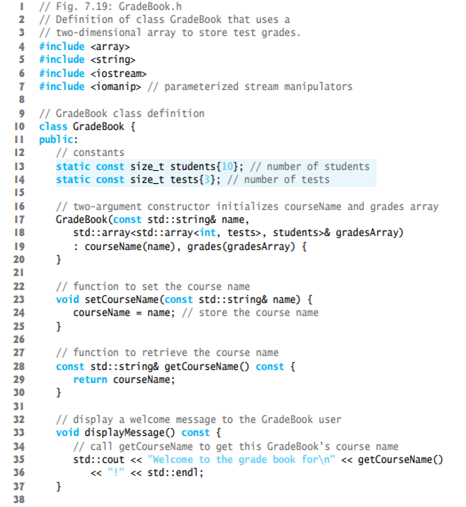 1 // Fig. 7.19: GradeBook.h
2 // Definition of class GradeBook that uses a
3 // two-dimensional array to store test grades.
4 #include <array>
5 #include <string>
6 #include <iostream>
7 #include <iomanip> // parameterized stream manipulators
8
9 // GradeBook class definition
10 class GradeBook {
11 public:
12    // constants
13    static const size_t students{10}; // number of students
14    static const size_t tests{3}; // number of tests
15
16    // two-argument constructor initializes courseName and grades array
17    GradeBook(const std::string& name,
18       std::array<std::array<int, tests>, students>& gradesArray)
19       : courseName(name), grades(gradesArray) {
20    }
21
22    // function to set the course name
23    void setCourseName(const std::string& name) {
24       courseName = name; // store the course name
25    }
26
27    // function to retrieve the course name
28    const std::string& getCourseName() const {
29       return courseName;
30    }
31
32    // display a welcome message to the GradeBook user
33    void displayMessage() const {
34       // call getCourseName to get this GradeBook's course name
35       std::cout << "Welcome to the grade book for\n" << getCourseName()
36          << "!" << std::endl;
37    }
38